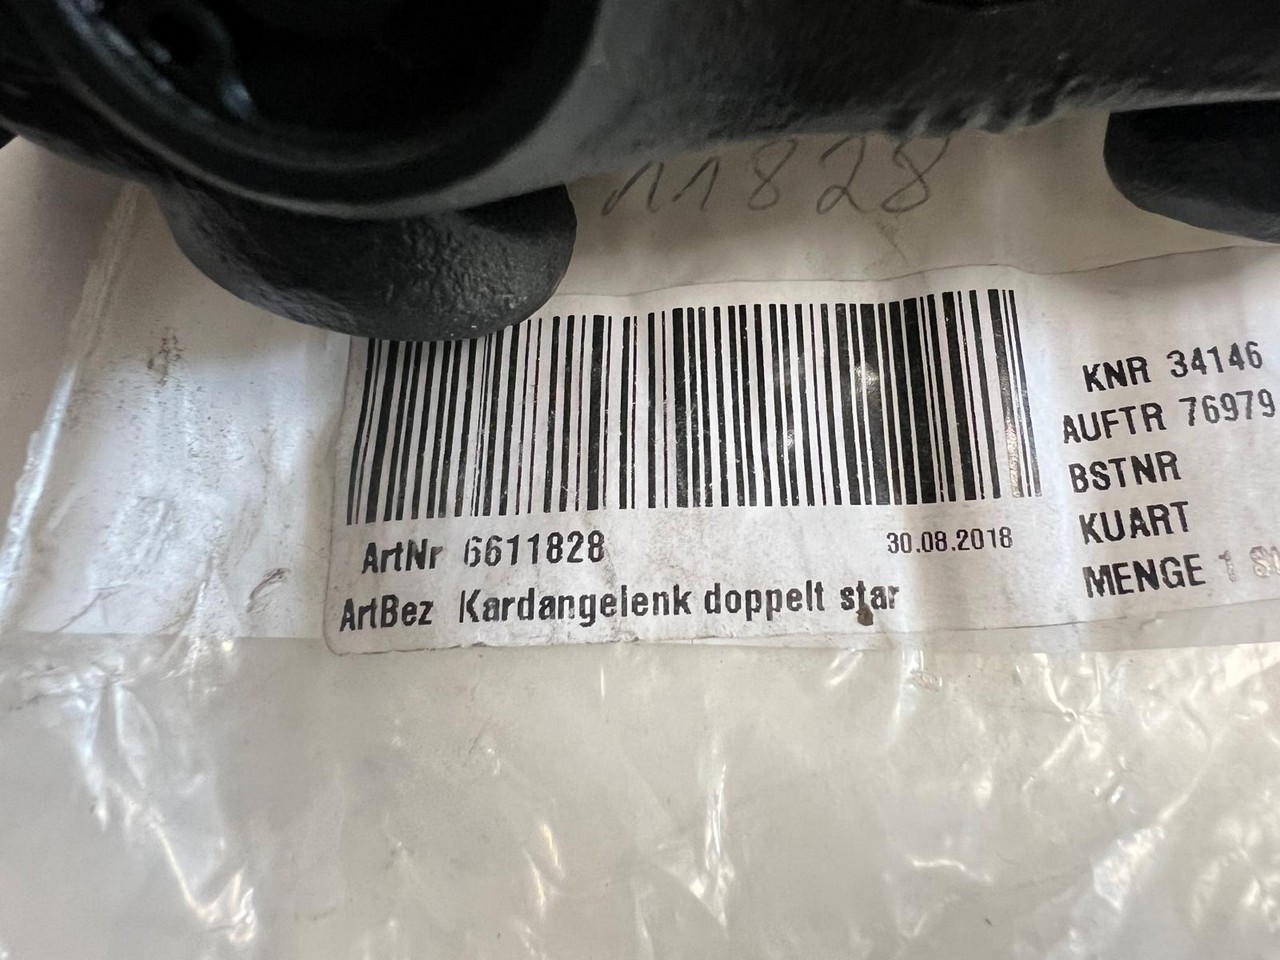 11828
KNR 34146
AUFTR 76979
BSTNR
KUART
MENGE 1
ArtNr 6611828
30.08.2018
ArtBez Kardangelenk doppelt star